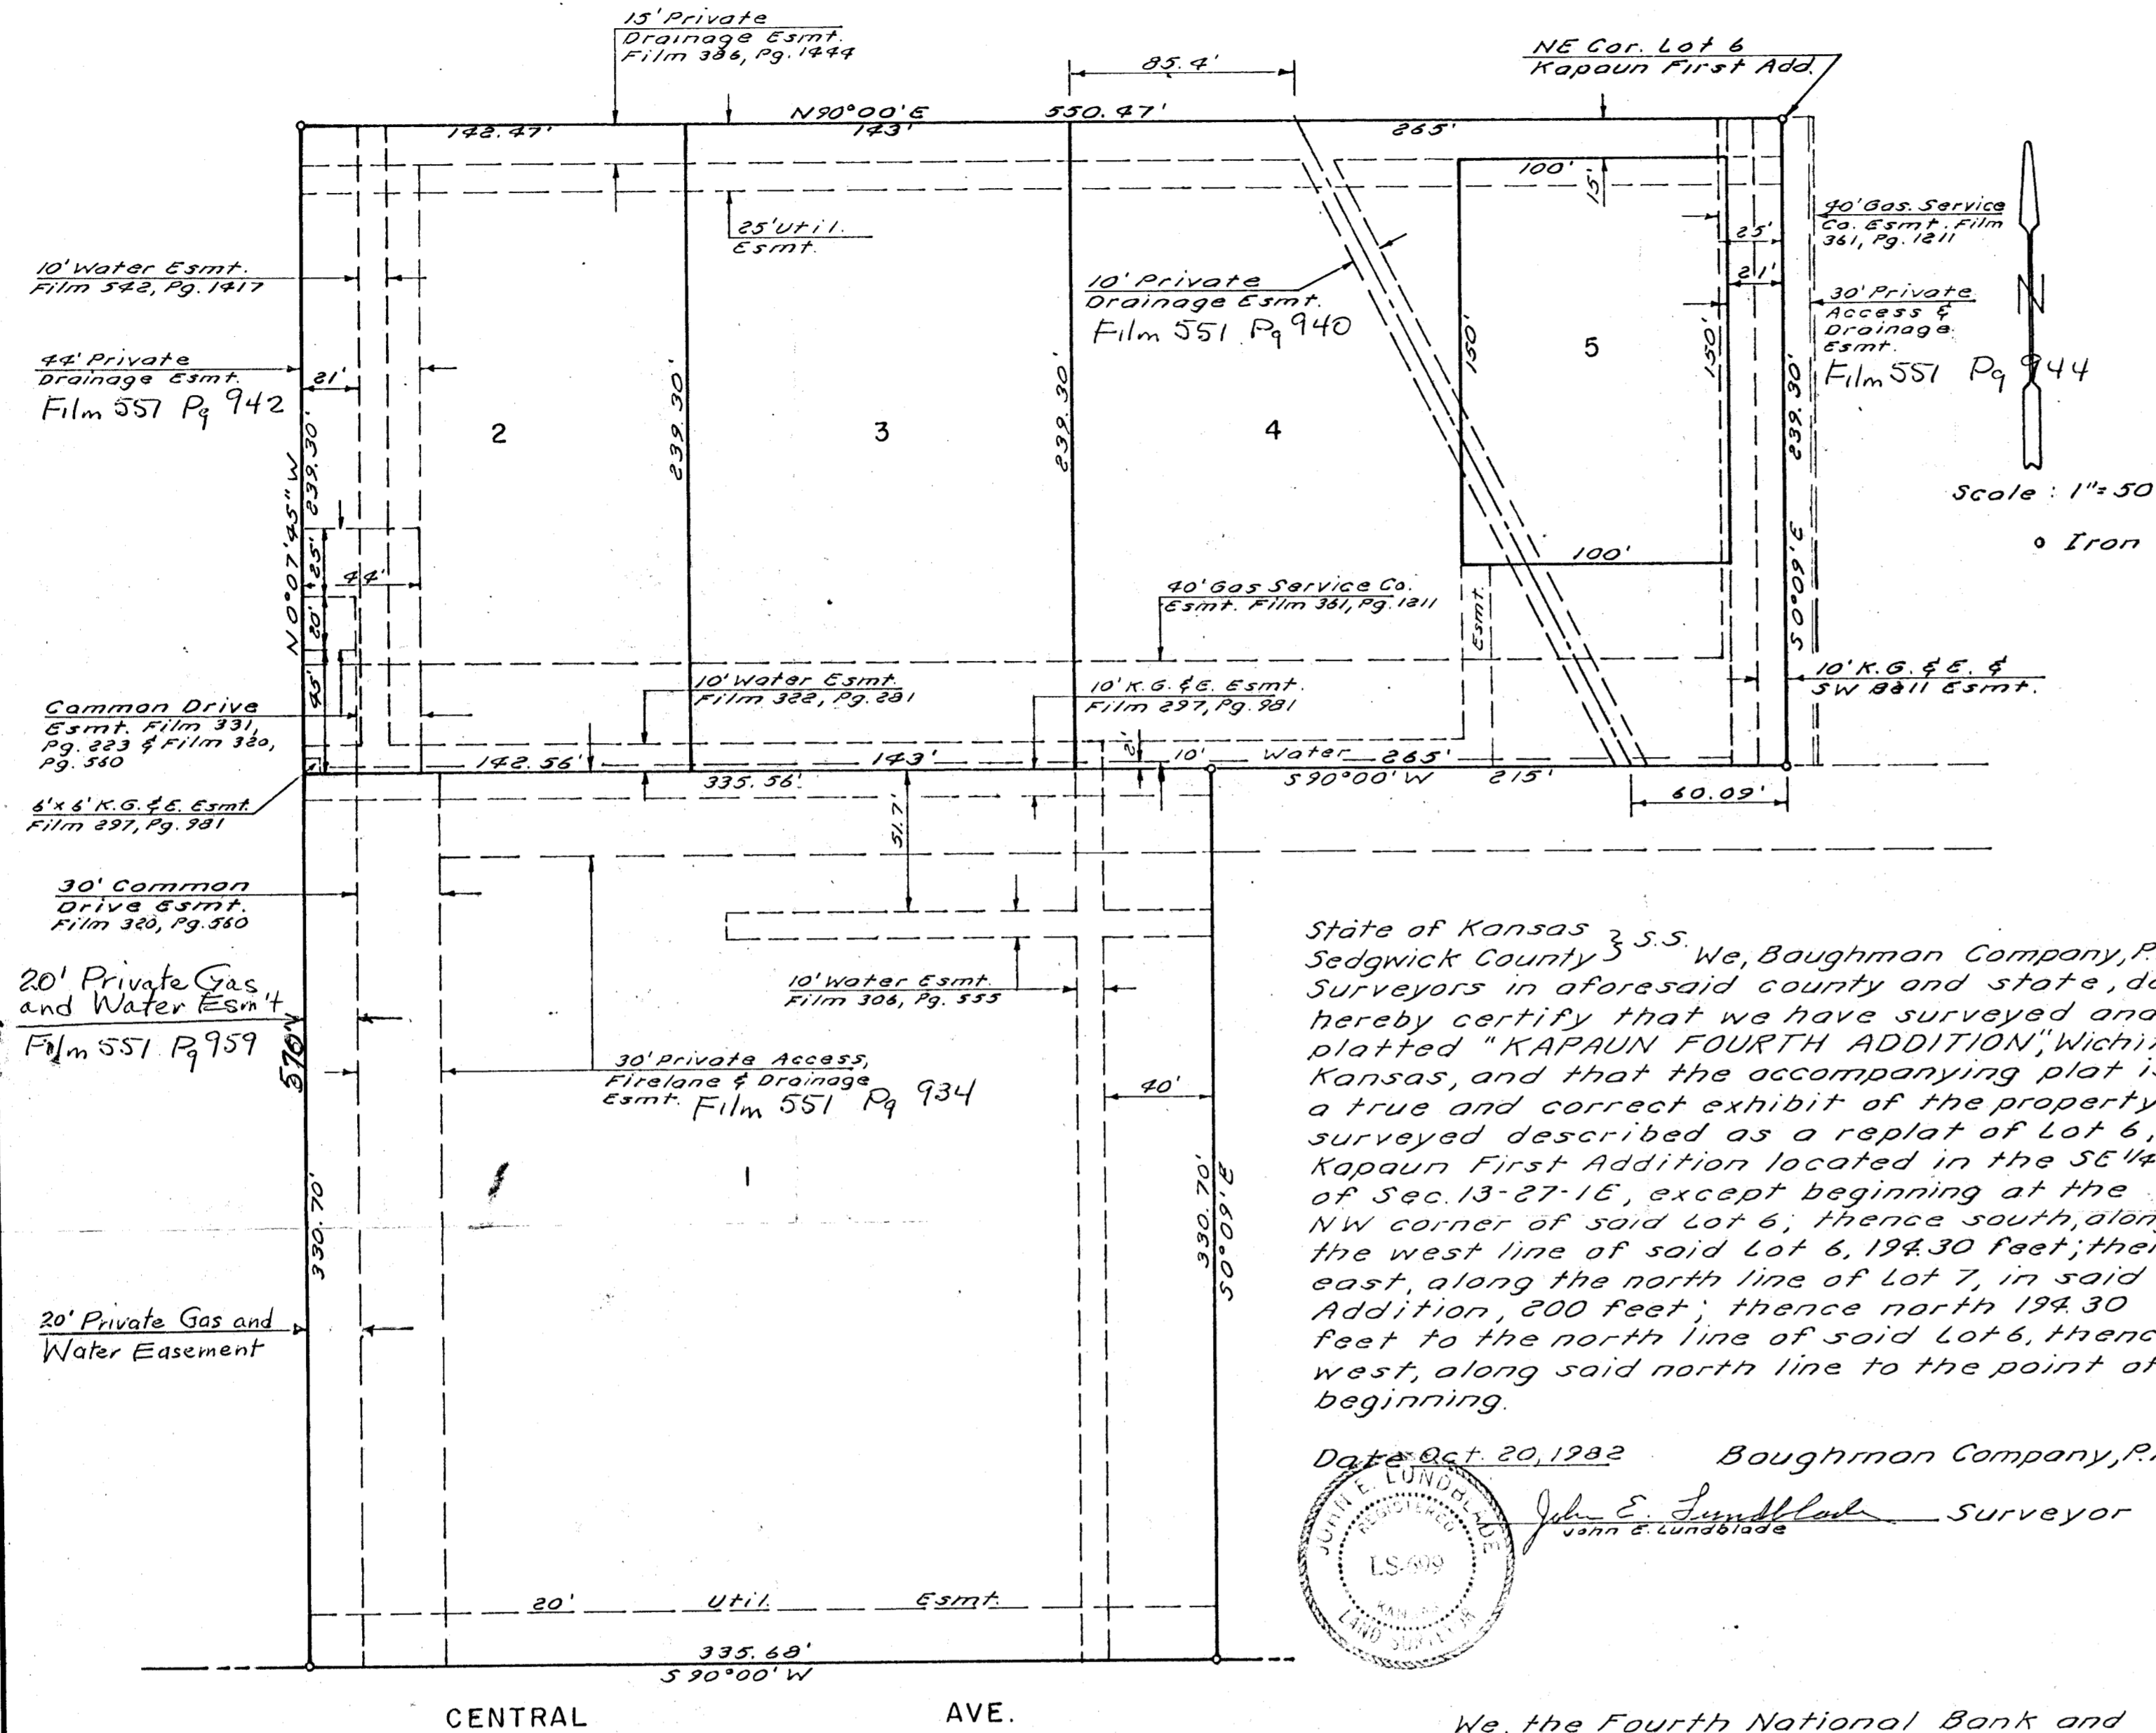 15' Private
Drainage Esmt.
Film 386, Pg. 1444
85.4'
NE Cor. Lot 6
Kapaun First Add.
N90°00'E 550.47'
142.47' 143' 265'
100'
15'
25' Util.
Esmt.
10' Water Esmt.
Film 542, Pg. 1417
44' Private
Drainage Esmt.
Film 551 Pg 942
21'
10' Private
Drainage Esmt.
Film 551 Pg 940
40' Gas. Service
Co. Esmt. Film
361, Pg. 1211
25'
21'
30' Private
Access &
Drainage
Esmt.
Film 551 Pg 944
N
Scale : 1"=50
Iron
2
3
4
5
239.30'
239.30'
239.30'
239.30'
150'
150'
N0°07'45"W
S0°09'E
25'
44'
20'
45'
100'
Esmt.
40' Gas Service Co.
Esmt. Film 361, Pg. 1211
10' K.G. & E. &
SW Bell Esmt.
10' Water Esmt.
Film 322, Pg. 281
10' K.G. & E. Esmt.
Film 297, Pg. 981
Common Drive
Esmt. Film 331,
Pg. 223 & Film 320,
Pg. 560
6' x 6' K.G. & E. Esmt.
Film 297, Pg. 981
142.56' 143' 2' 10' Water 265'
335.56' S90°00'W 215'
60.09'
51.7'
30' Common
Drive Esmt.
Film 320, Pg. 560
20' Private Gas
and Water Esm't
Film 551 Pg 959
570
10' Water Esmt.
Film 306, Pg. 555
30' Private Access,
Firelane & Drainage
Esmt. Film 551 Pg 934
40'
1
330.70'
330.70'
S0°09'E
20' Private Gas and
Water Easement
20' Util. Esmt.
335.68'
S90°00'W
CENTRAL AVE.
State of Kansas } S.S.
Sedgwick County We, Baughman Company, P.
Surveyors in aforesaid county and state, do
hereby certify that we have surveyed and
platted "KAPAUN FOURTH ADDITION", Wichi
Kansas, and that the accompanying plat is
a true and correct exhibit of the property
surveyed described as a replat of Lot 6,
Kapaun First Addition located in the SE 1/4
of Sec. 13-27-1E, except beginning at the
NW corner of said Lot 6; thence south, along
the west line of said Lot 6, 194.30 feet; then
east, along the north line of Lot 7, in said
Addition, 200 feet; thence north 194.30
feet to the north line of said Lot 6, thenc
west, along said north line to the point of
beginning.
Date Oct. 20, 1982 Baughman Company, P.
John E. Lundblade Surveyor
John E. Lundblade
JOHN E. LUNDBLADE
REGISTERED
KANSAS
LAND SURVEYOR
We, the Fourth National Bank and